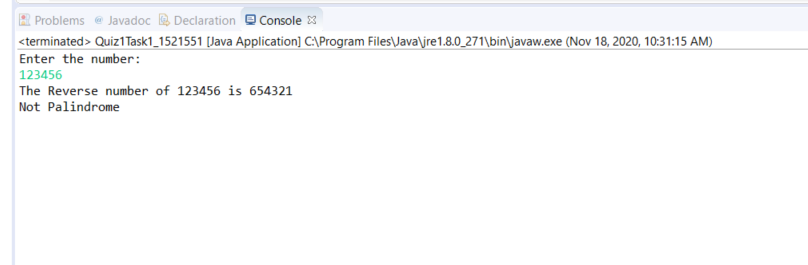 Problems @ Javadoc Declaration Console
<terminated> Quiz1Task1_1521551 [Java Application] C:\Program Files\Java\jre1.8.0_271\bin\javaw.exe (Nov 18, 2020, 10:31:15 AM)
Enter the number:
123456
The Reverse number of 123456 is 654321
Not Palindrome